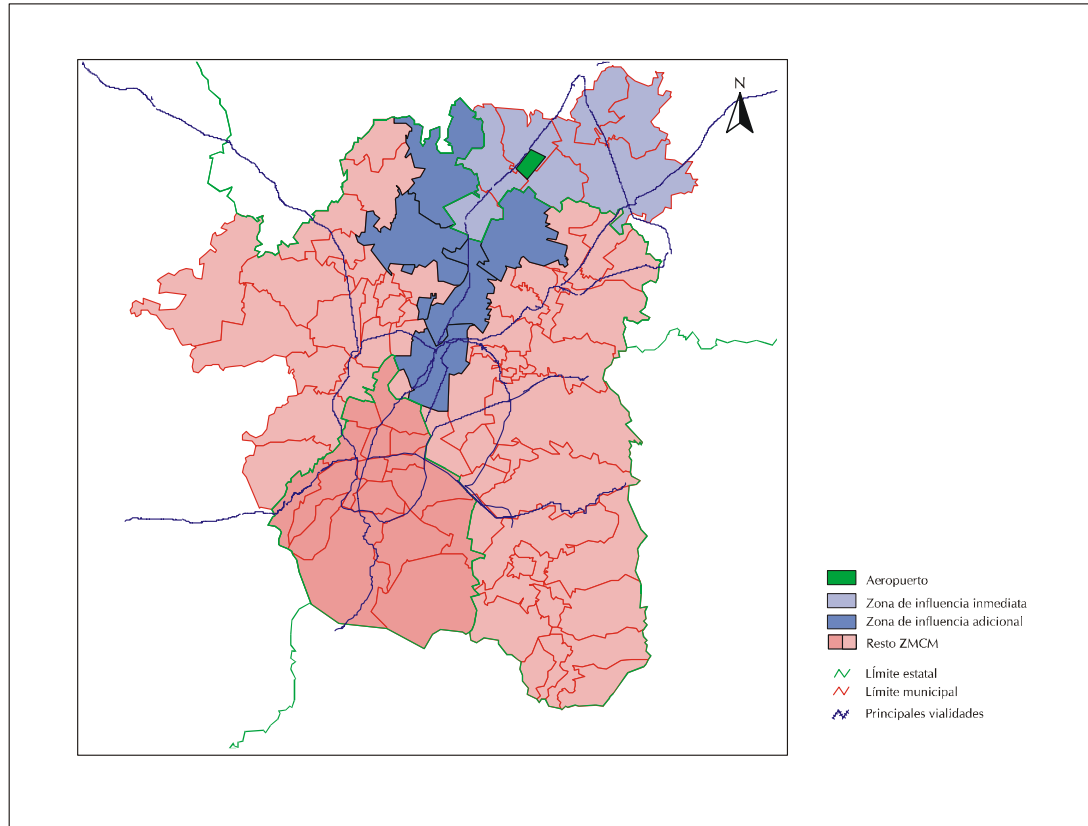 N
Aeropuerto
Zona de influencia inmediata
Zona de influencia adicional
Resto ZMCM
LÍmite estatal
Límite municipal
Principales vialidades